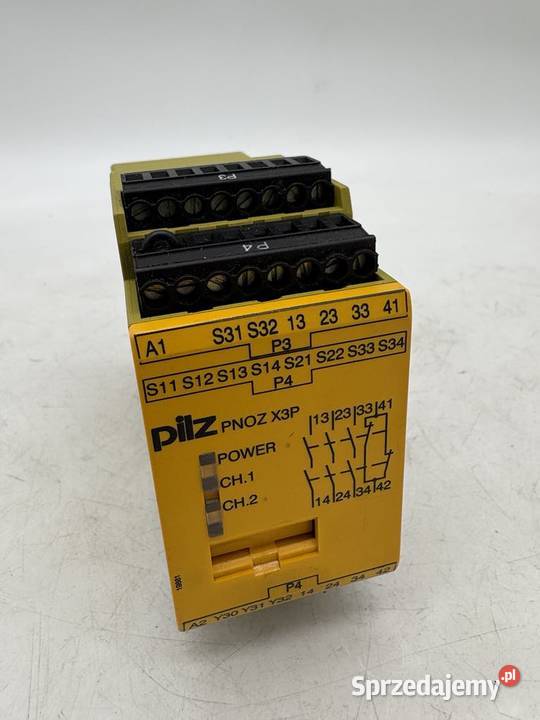 P3
P4
A1 S31 S32 13 23 33 41
P3
S11 S12 S13 S14 S21 S22 S33 S34
P4
pilz PNOZ X3P
POWER
CH.1
CH.2
13 23 33 41
14 24 34 42
P4
A2 Y30 Y31 Y32 14 24 34 42
Sprzedajemy.pl